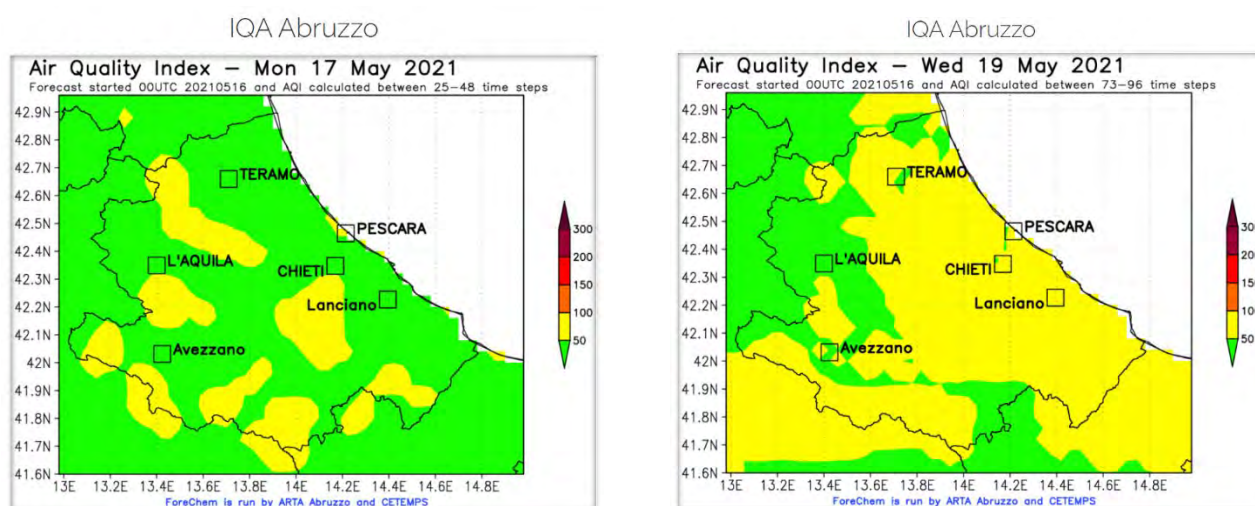 IQA Abruzzo
Air Quality Index – Mon 17 May 2021
Forecast started 00UTC 20210516 and AQI calculated between 25–48 time steps
42.9N
42.8N
42.7N
42.6N
42.5N
42.4N
42.3N
42.2N
42.1N
42N
41.9N
41.8N
41.7N
41.6N
TERAMO
PESCARA
L'AQUILA
CHIETI
Lanciano
Avezzano
300
200
150
100
50
13E 13.2E 13.4E 13.6E 13.8E 14E 14.2E 14.4E 14.6E 14.8E
ForeChem is run by ARTA Abruzzo and CETEMPS
IQA Abruzzo
Air Quality Index – Wed 19 May 2021
Forecast started 00UTC 20210516 and AQI calculated between 73–96 time steps
42.9N
42.8N
42.7N
42.6N
42.5N
42.4N
42.3N
42.2N
42.1N
42N
41.9N
41.8N
41.7N
41.6N
TERAMO
PESCARA
L'AQUILA
CHIETI
Lanciano
Avezzano
30
20
15
10
50
13E 13.2E 13.4E 13.6E 13.8E 14E 14.2E 14.4E 14.6E 14.8E
ForeChem is run by ARTA Abruzzo and CETEMPS